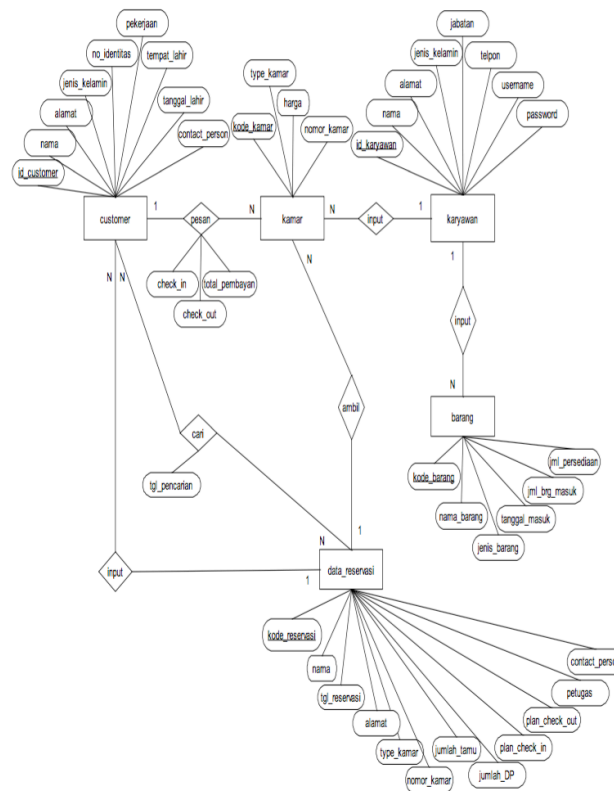 pekerjaan
no_identitas
tempat_lahir
jenis_kelamin
tanggal_lahir
alamat
contact_person
nama
id_customer
type_kamar
harga
kode_kamar
nomor_kamar
jabatan
jenis_kelamin
telpon
alamat
username
nama
password
id_karyawan
customer
1
pesan
N
kamar
N
input
1
karyawan
check_in
total_pembayan
check_out
N
N
N
1
input
N
barang
ambil
cari
tgl_pencarian
kode_barang
jml_persediaan
jml_brg_masuk
nama_barang
tanggal_masuk
jenis_barang
1
N
input
1
data_reservasi
kode_reservasi
nama
tgl_reservasi
alamat
type_kamar
nomor_kamar
jumlah_tamu
jumlah_DP
plan_check_in
plan_check_out
petugas
contact_person